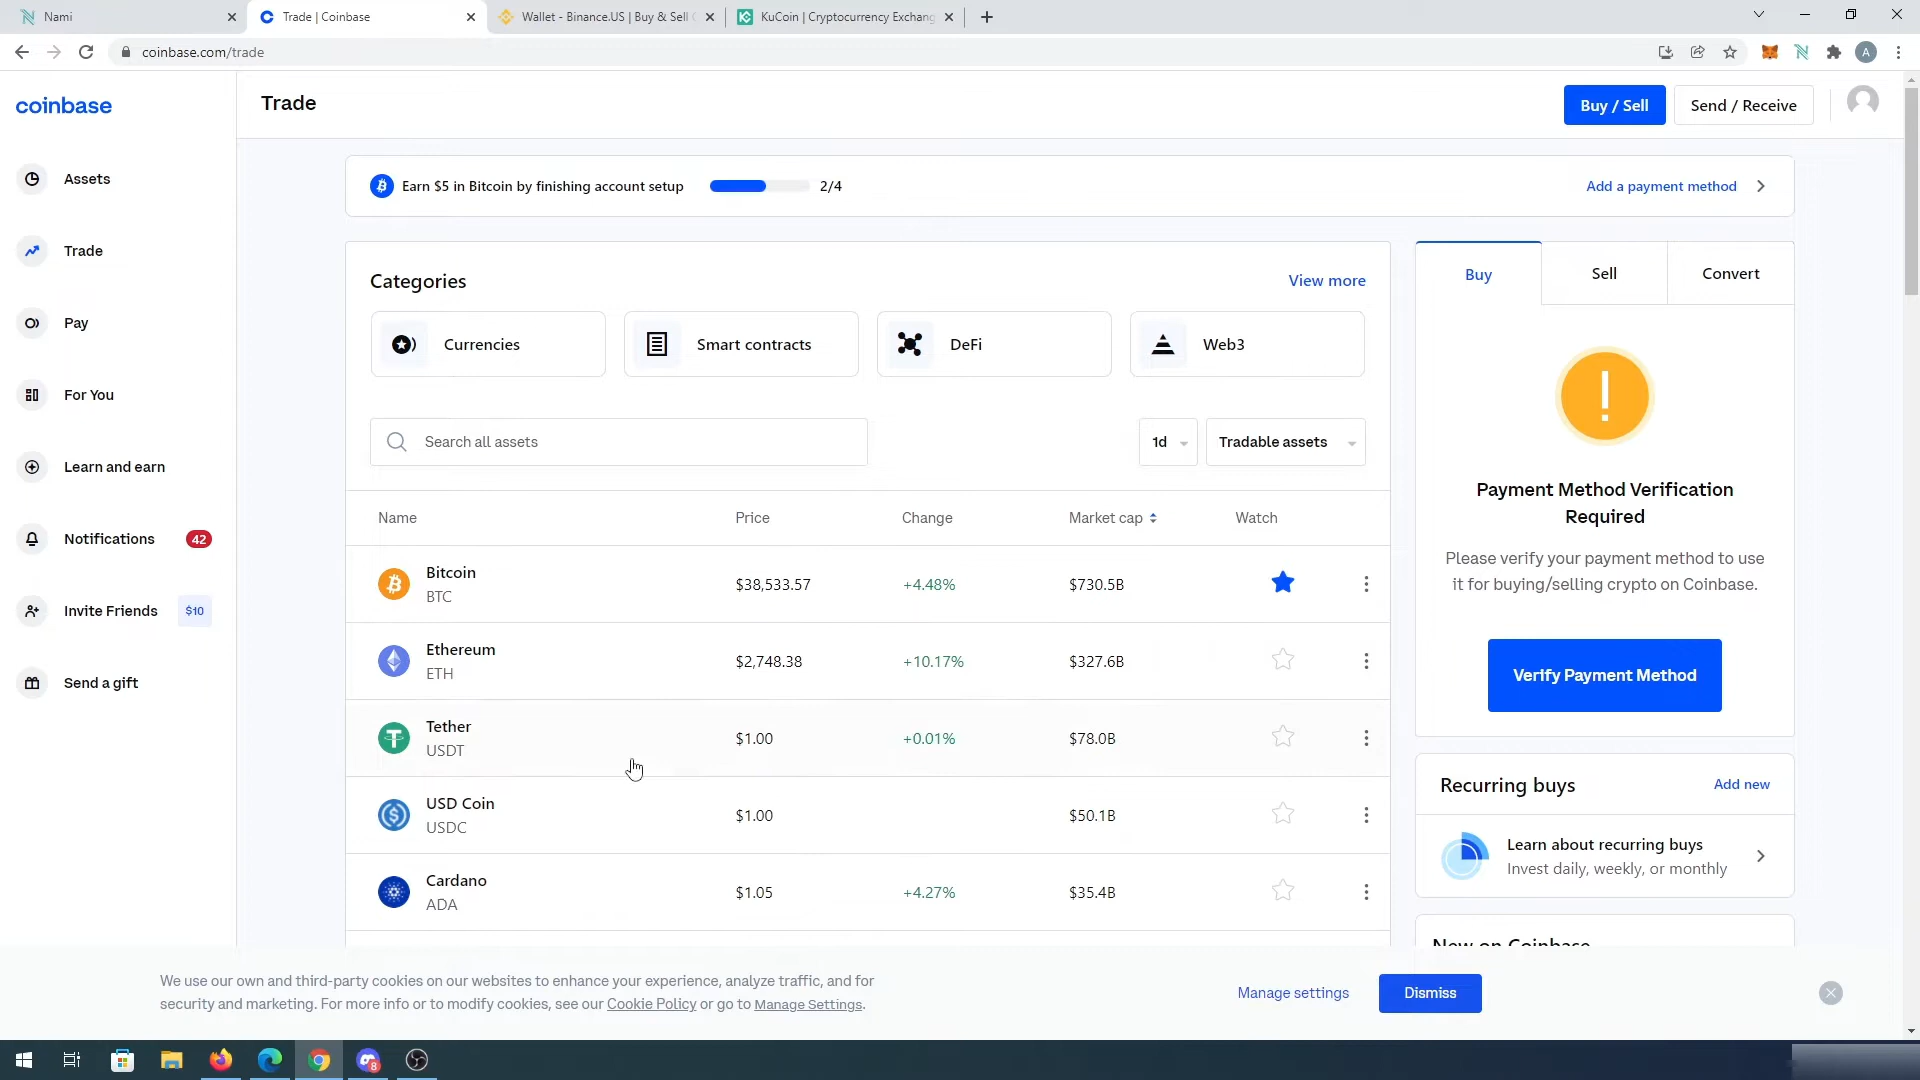 Nami
Trade | Coinbase
Wallet - Binance.US | Buy & Sell
KuCoin | Cryptocurrency Exchang
coinbase.com/trade
A
coinbase
Trade
Buy / Sell
Send / Receive
Assets
Trade
Pay
For You
Learn and earn
Notifications
42
Invite Friends
$10
Send a gift
Earn $5 in Bitcoin by finishing account setup
2/4
Add a payment method
Categories
View more
Currencies
Smart contracts
DeFi
Web3
Search all assets
1d
Tradable assets
Name
Price
Change
Market cap
Watch
Bitcoin
BTC
$38,533.57
+4.48%
$730.5B
Ethereum
ETH
$2,748.38
+10.17%
$327.6B
Tether
USDT
$1.00
+0.01%
$78.0B
USD Coin
USDC
$1.00
$50.1B
Cardano
ADA
$1.05
+4.27%
$35.4B
Buy
Sell
Convert
Payment Method Verification
Required
Please verify your payment method to use
it for buying/selling crypto on Coinbase.
Verify Payment Method
Recurring buys
Add new
Learn about recurring buys
Invest daily, weekly, or monthly
New on Coinbase
We use our own and third-party cookies on our websites to enhance your experience, analyze traffic, and for
security and marketing. For more info or to modify cookies, see our Cookie Policy or go to Manage Settings.
Manage settings
Dismiss
8